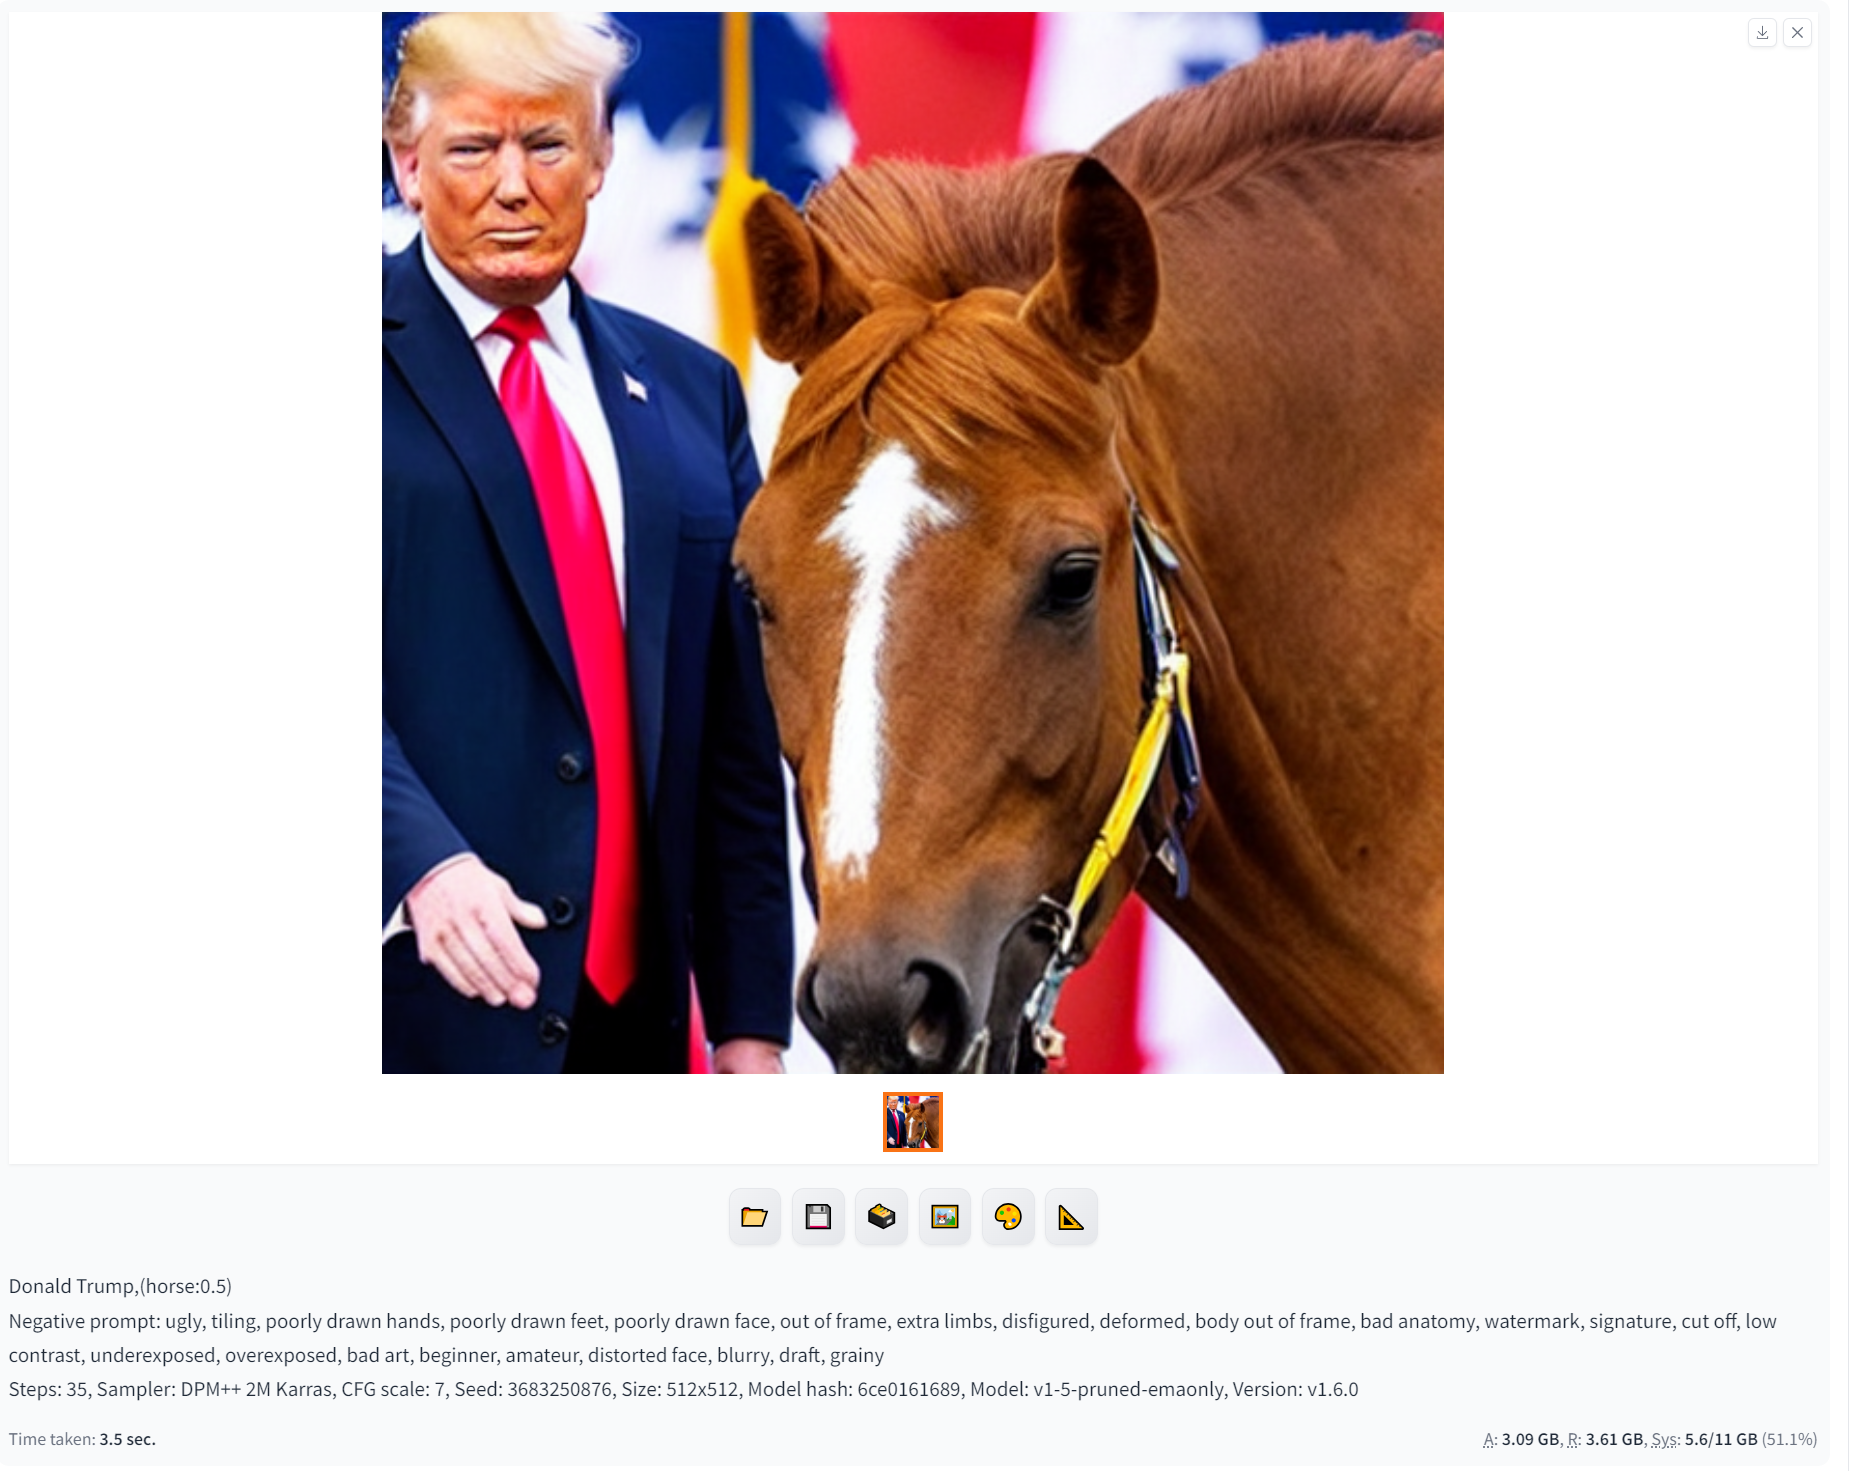 Donald Trump,(horse:0.5)
Negative prompt: ugly, tiling, poorly drawn hands, poorly drawn feet, poorly drawn face, out of frame, extra limbs, disfigured, deformed, body out of frame, bad anatomy, watermark, signature, cut off, low
contrast, underexposed, overexposed, bad art, beginner, amateur, distorted face, blurry, draft, grainy
Steps: 35, Sampler: DPM++ 2M Karras, CFG scale: 7, Seed: 3683250876, Size: 512x512, Model hash: 6ce0161689, Model: v1-5-pruned-emaonly, Version: v1.6.0
Time taken: 3.5 sec.
A: 3.09 GB, R: 3.61 GB, Sys: 5.6/11 GB (51.1%)